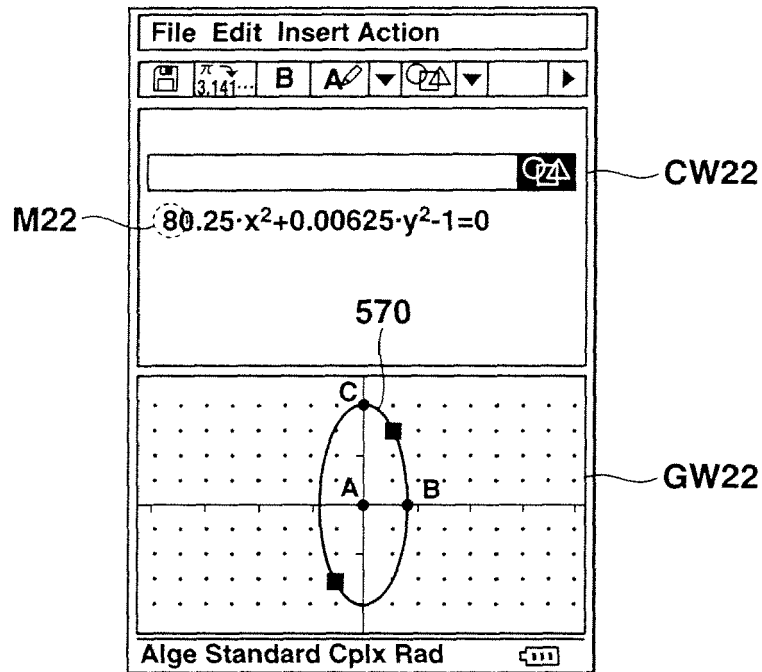 File Edit Insert Action
π 3.141... B A
CW22
M22
80.25·x²+0.00625·y²-1=0
570
C
A B
GW22
Alge Standard Cplx Rad